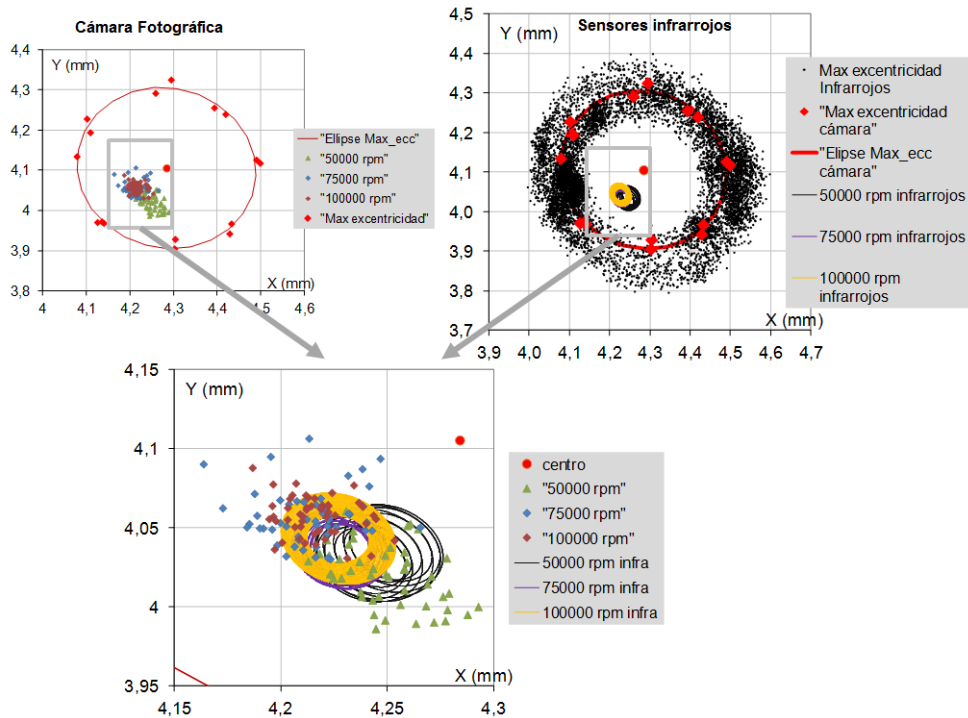 Cámara Fotográfica
Y (mm)
4,4
4,3
4,2
4,1
4
3,9
3,8
X (mm)
4
4,1
4,2
4,3
4,4
4,5
4,6
"Ellipse Max_ecc"
"50000 rpm"
"75000 rpm"
"100000 rpm"
"Max excentricidad"
Sensores infrarrojos
Y (mm)
4,5
4,4
4,3
4,2
4,1
4,0
3,9
3,8
3,7
X (mm)
3,9
4,0
4,1
4,2
4,3
4,4
4,5
4,6
4,7
Max excentricidad
Infrarrojos
"Max excentricidad
cámara"
"Elipse Max_ecc
cámara"
50000 rpm infrarrojos
75000 rpm infrarrojos
100000 rpm
infrarrojos
4,15
Y (mm)
4,1
4,05
4
3,95
X (mm)
4,15
4,2
4,25
4,3
centro
"50000 rpm"
"75000 rpm"
"100000 rpm"
50000 rpm infra
75000 rpm infra
100000 rpm infra